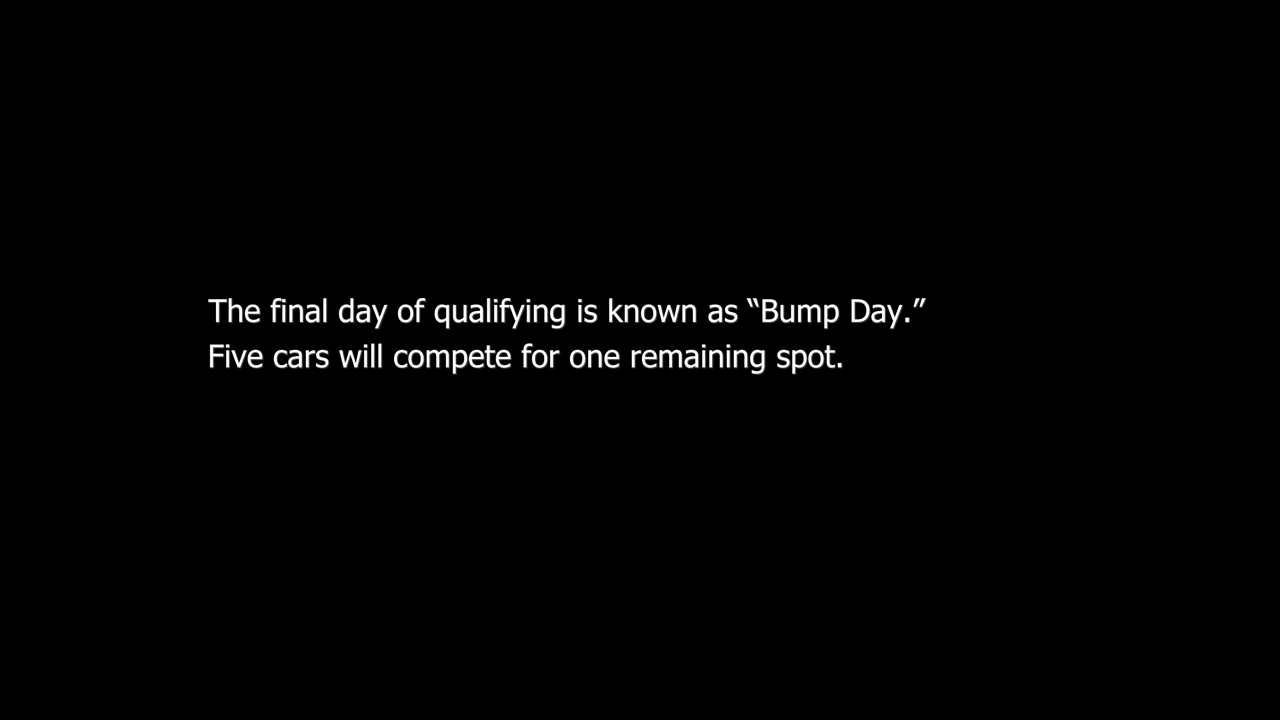 The final day of qualifying is known as “Bump Day.”
Five cars will compete for one remaining spot.